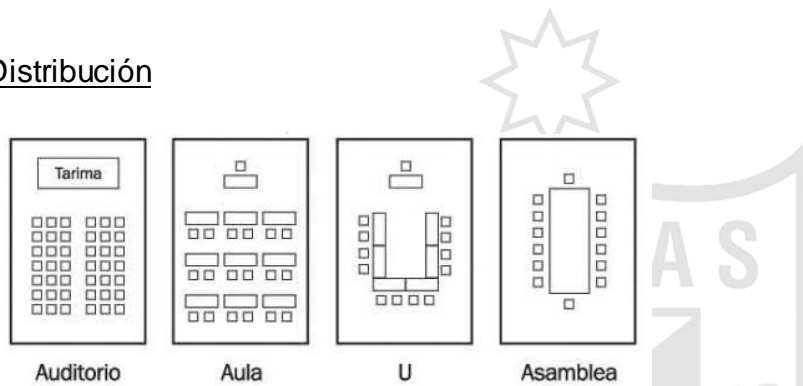 Distribución
Tarima
Auditorio
Aula
U
Asamblea
A S